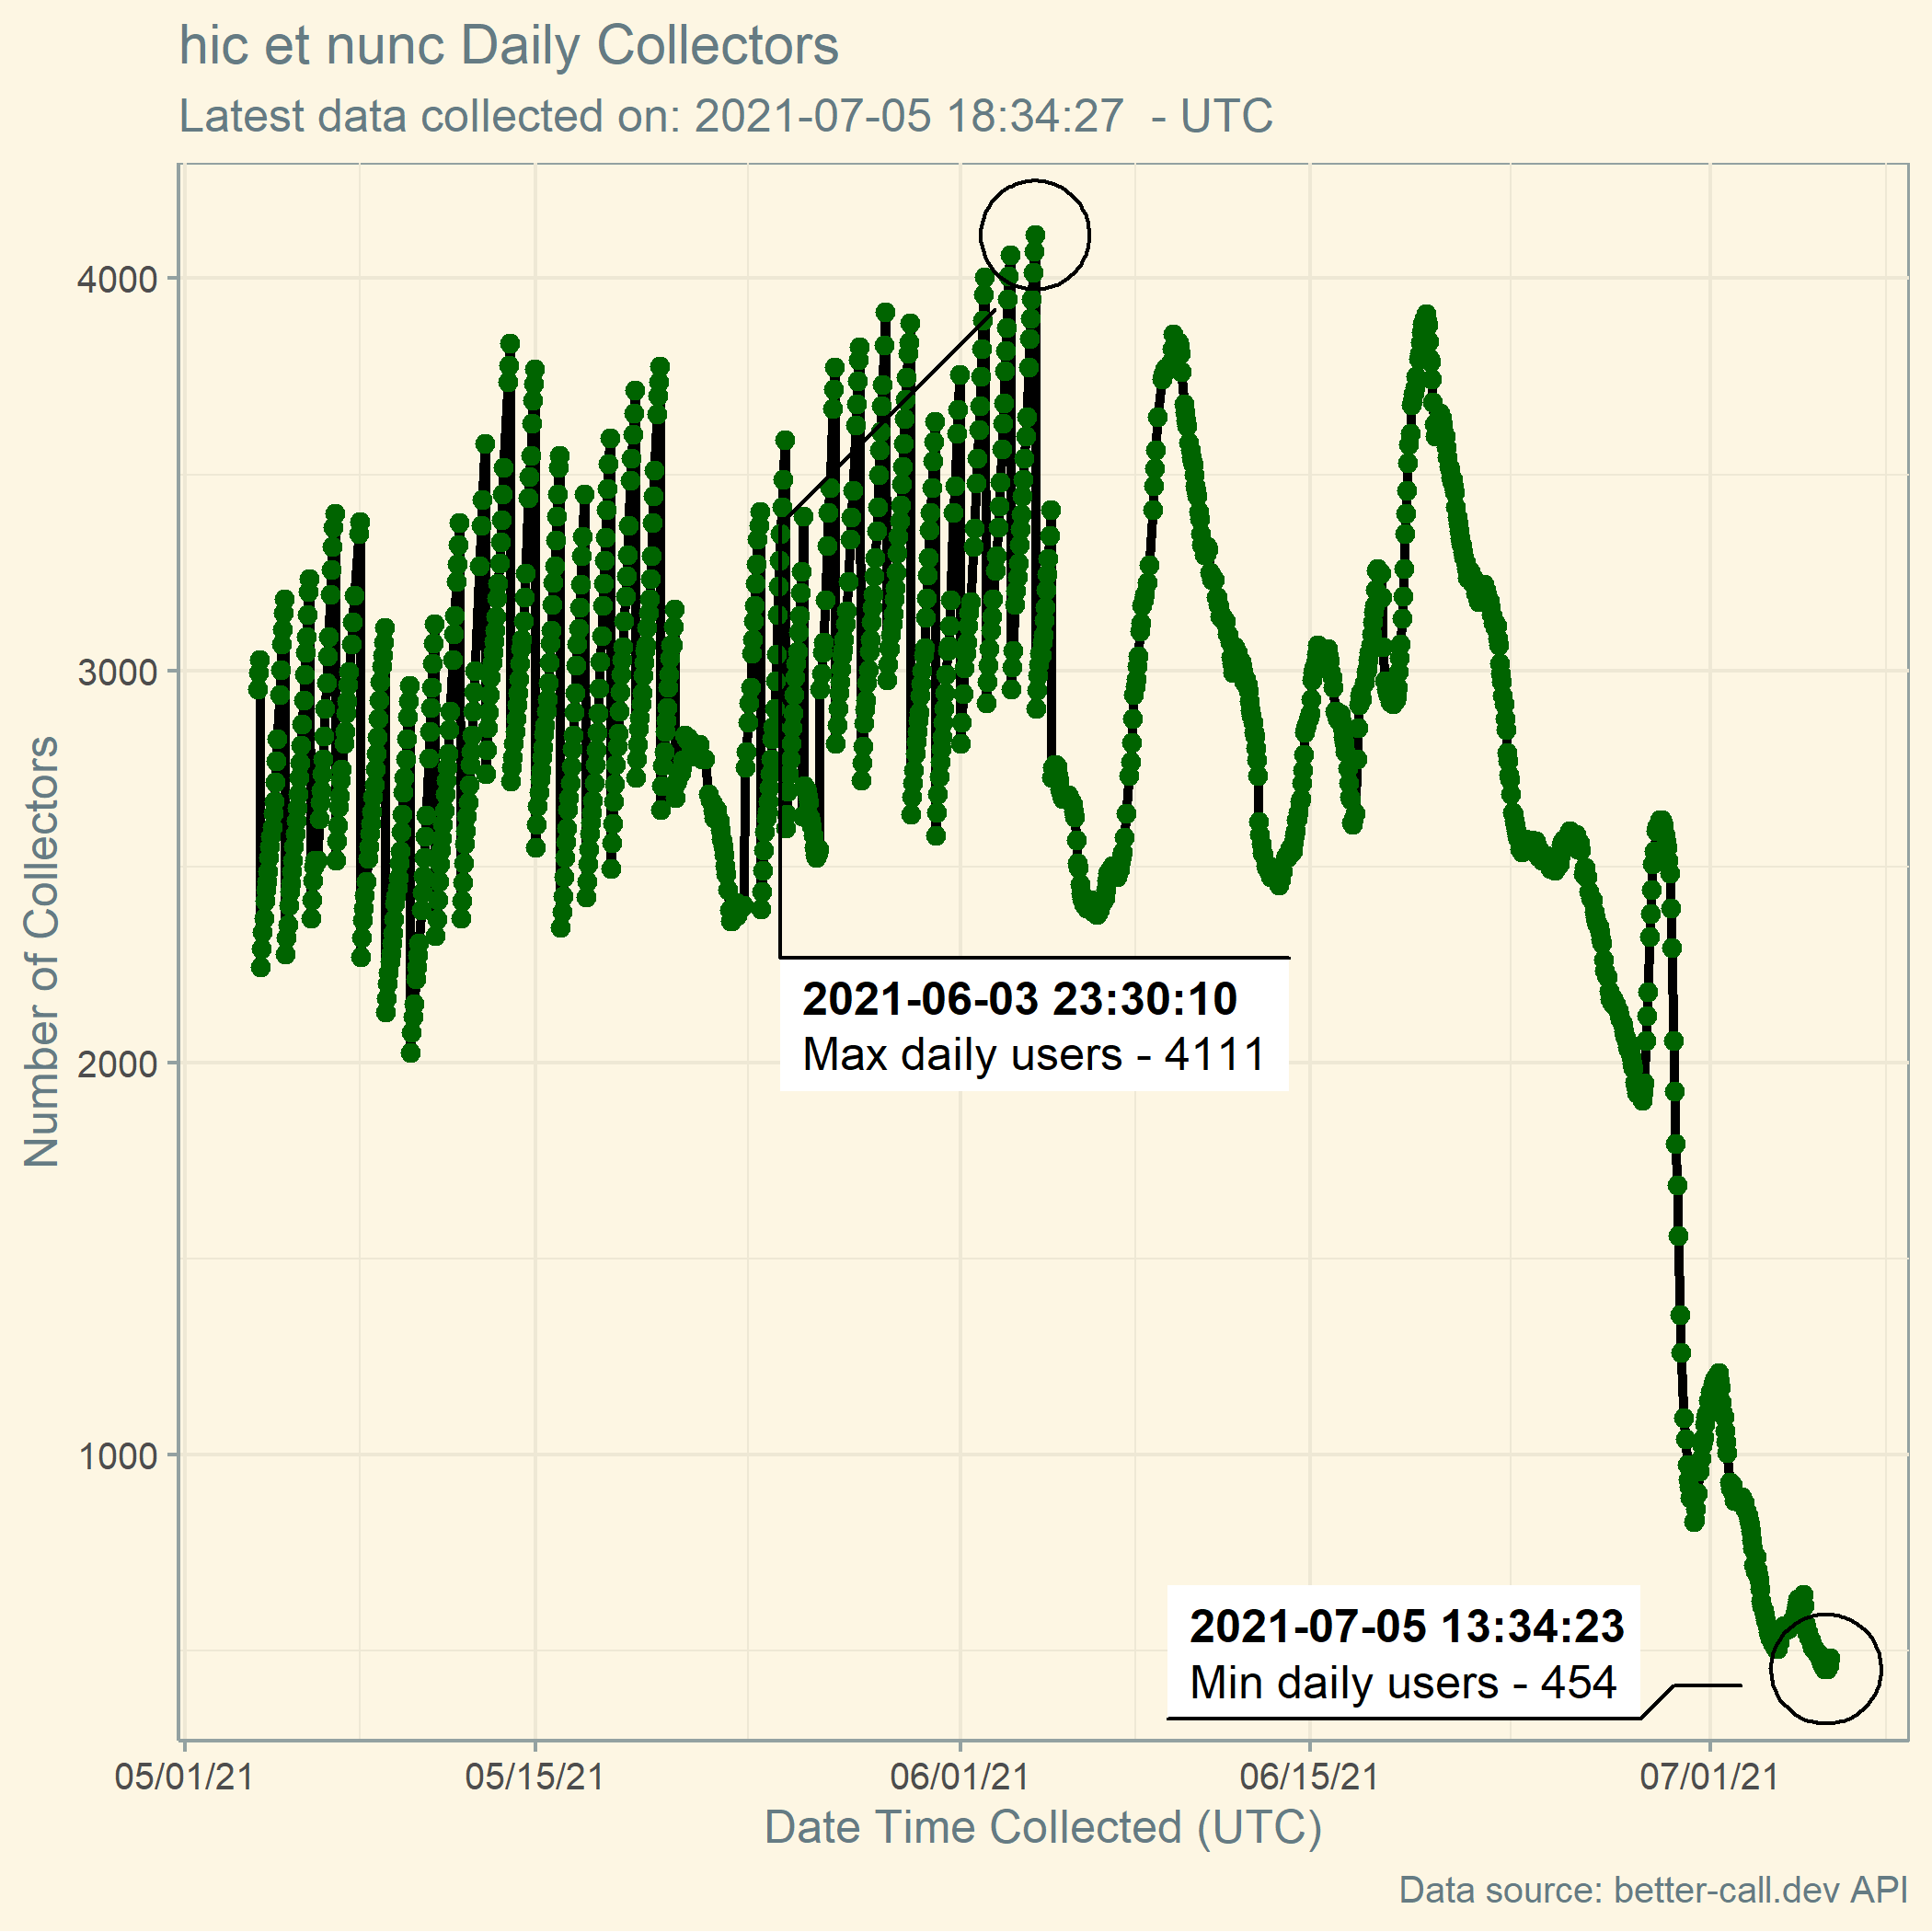 hic et nunc Daily Collectors
Latest data collected on: 2021-07-05 18:34:27  - UTC
Number of Collectors
4000
3000
2000
1000
2021-06-03 23:30:10
Max daily users - 4111
2021-07-05 13:34:23
Min daily users - 454
05/01/21
05/15/21
06/01/21
06/15/21
07/01/21
Date Time Collected (UTC)
Data source: better-call.dev API